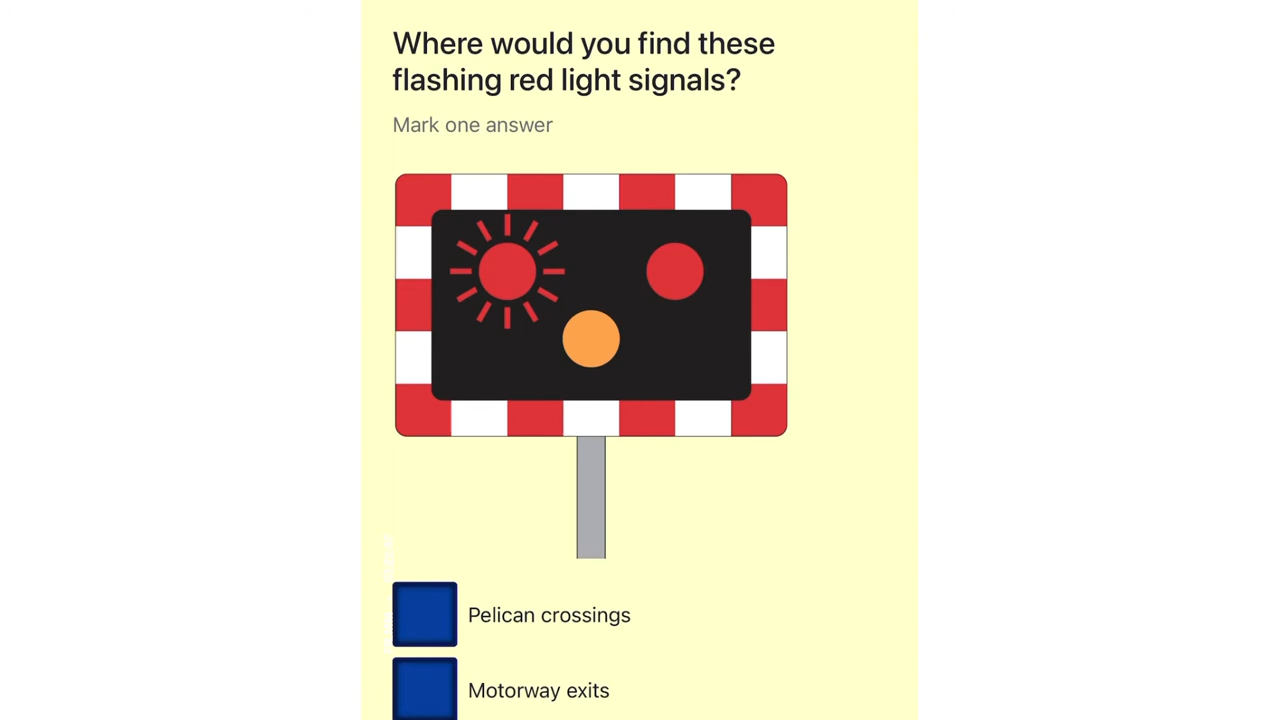 Where would you find these
flashing red light signals?
Mark one answer
Pelican crossings
Motorway exits